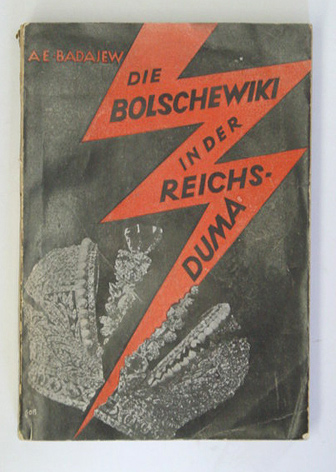 A.E. BADAJEW
DIE
BOLSCHEWIKI
IN DER
REICHS-
DUMA